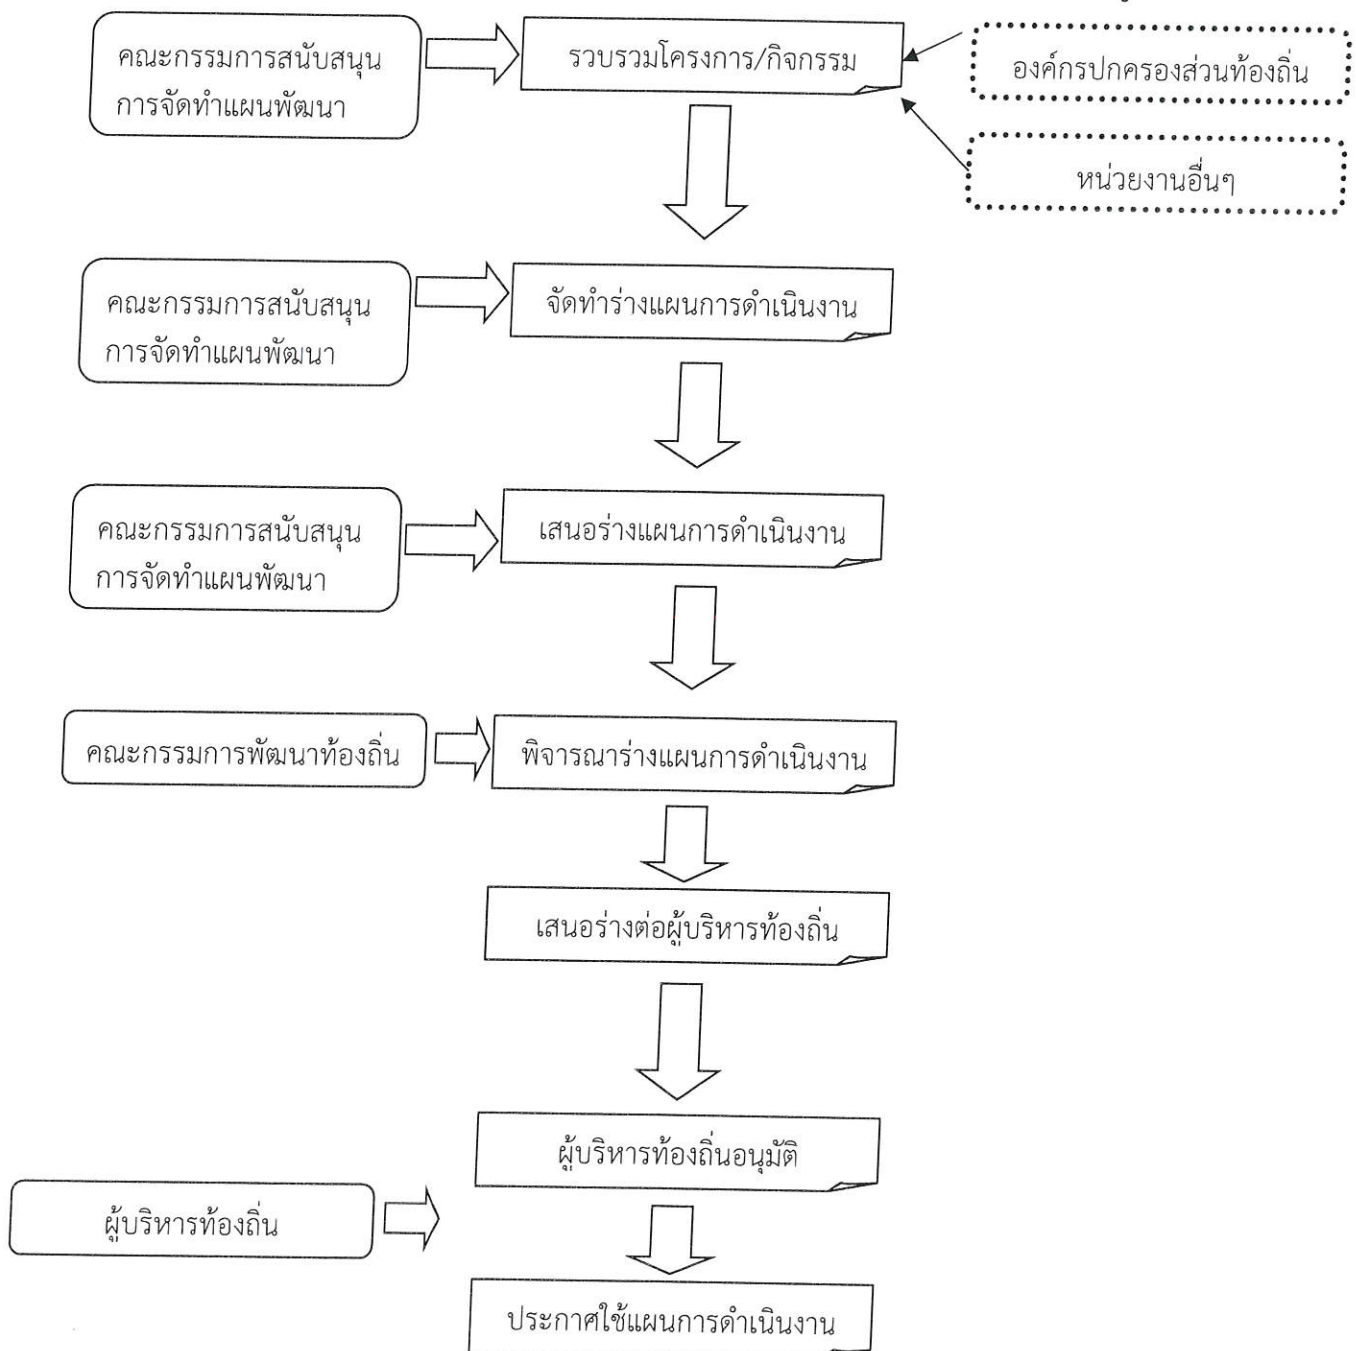 คณะกรรมการสนับสนุน
การจัดทำแผนพัฒนา
รวบรวมโครงการ/กิจกรรม
องค์กรปกครองส่วนท้องถิ่น
หน่วยงานอื่นๆ
คณะกรรมการสนับสนุน
การจัดทำแผนพัฒนา
จัดทำร่างแผนการดำเนินงาน
คณะกรรมการสนับสนุน
การจัดทำแผนพัฒนา
เสนอร่างแผนการดำเนินงาน
คณะกรรมการพัฒนาท้องถิ่น
พิจารณาร่างแผนการดำเนินงาน
เสนอร่างต่อผู้บริหารท้องถิ่น
ผู้บริหารท้องถิ่นอนุมัติ
ผู้บริหารท้องถิ่น
ประกาศใช้แผนการดำเนินงาน